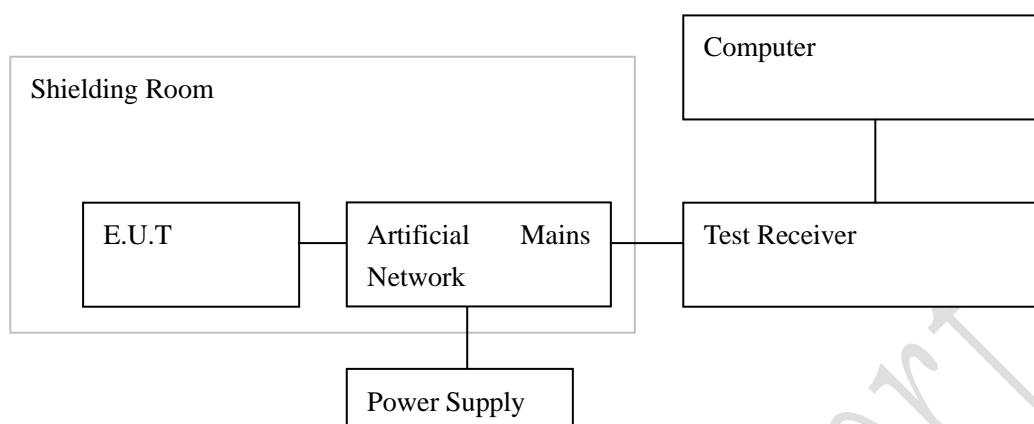 Computer
Shielding Room
E.U.T
Artificial Mains
Network
Test Receiver
Power Supply